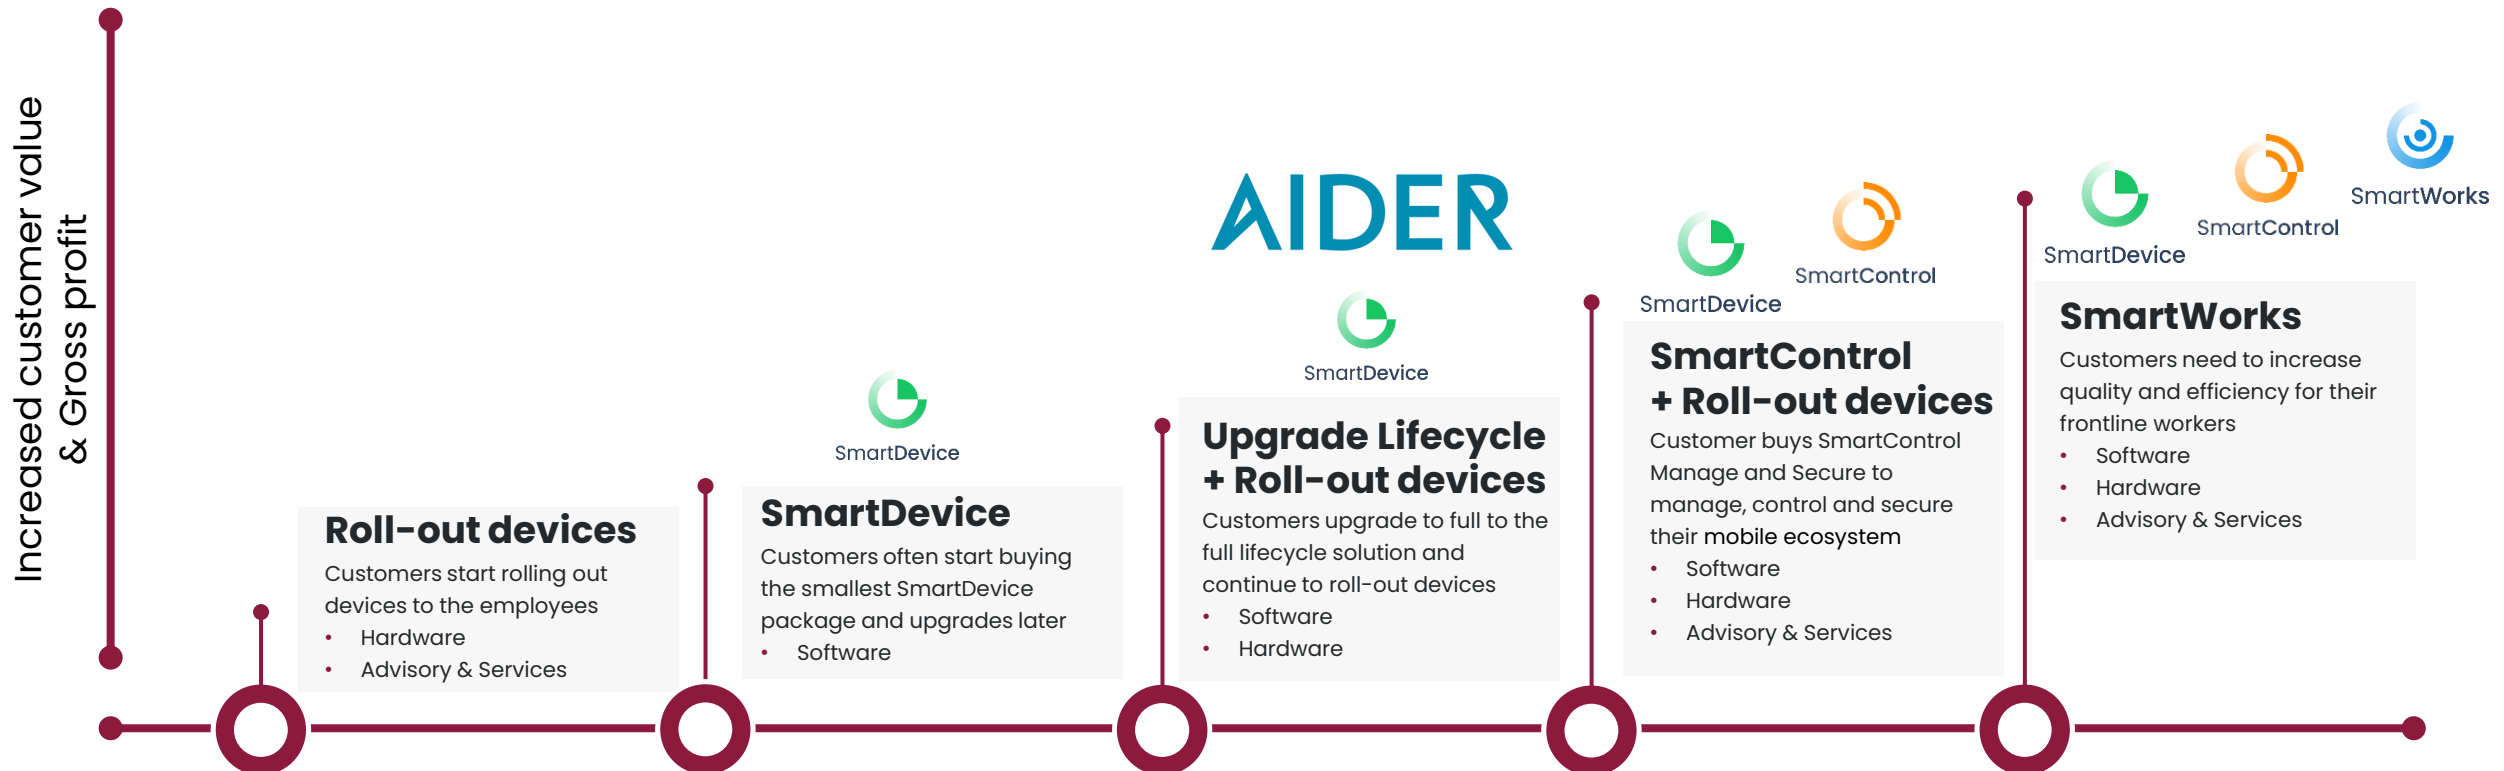 Increased customer value
& Gross profit
Roll-out devices
Customers start rolling out
devices to the employees
• Hardware
• Advisory & Services
SmartDevice
SmartDevice
Customers often start buying
the smallest SmartDevice
package and upgrades later
• Software
AIDER
SmartDevice
Upgrade Lifecycle
+ Roll-out devices
Customers upgrade to full to the
full lifecycle solution and
continue to roll-out devices
• Software
• Hardware
SmartDevice
SmartControl
SmartControl
+ Roll-out devices
Customer buys SmartControl
Manage and Secure to
manage, control and secure
their mobile ecosystem
• Software
• Hardware
• Advisory & Services
SmartDevice
SmartControl
SmartWorks
SmartWorks
Customers need to increase
quality and efficiency for their
frontline workers
• Software
• Hardware
• Advisory & Services